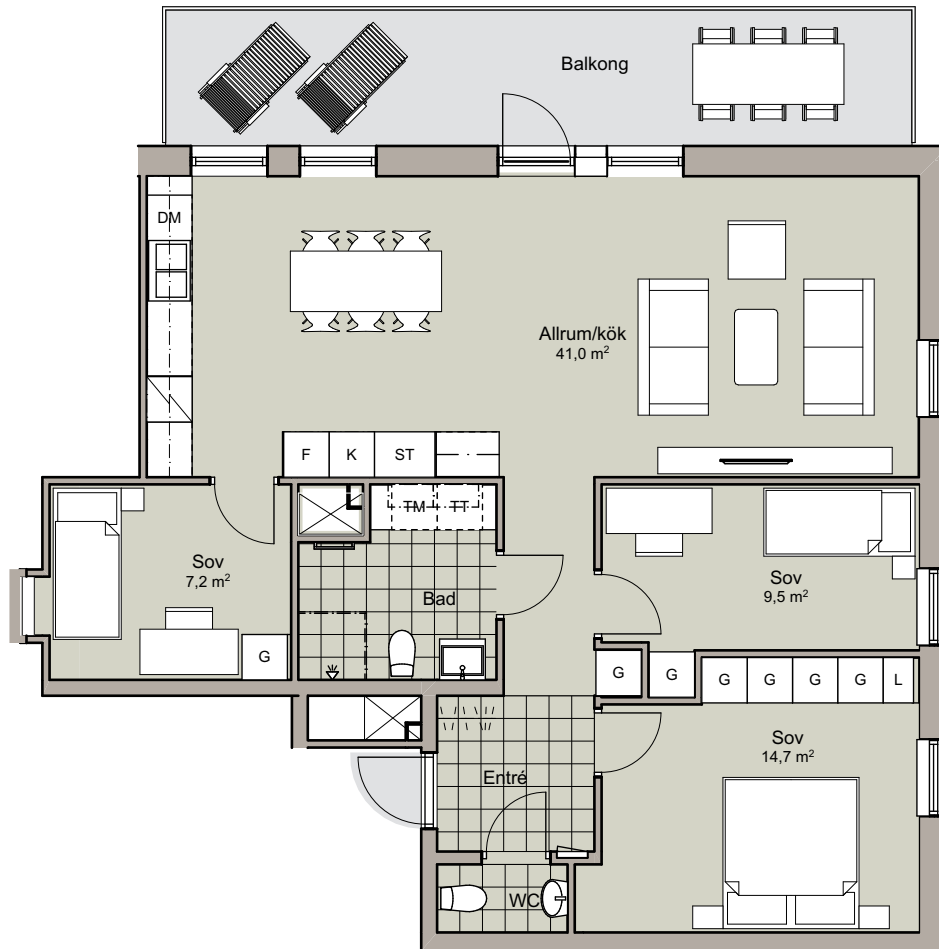 Balkong
DM
Allrum/kök
41,0 m²
F
K
ST
TM
TT
Sov
7,2 m²
Bad
Sov
9,5 m²
G
G
G
G
G
G
G
L
Sov
14,7 m²
Entré
WC